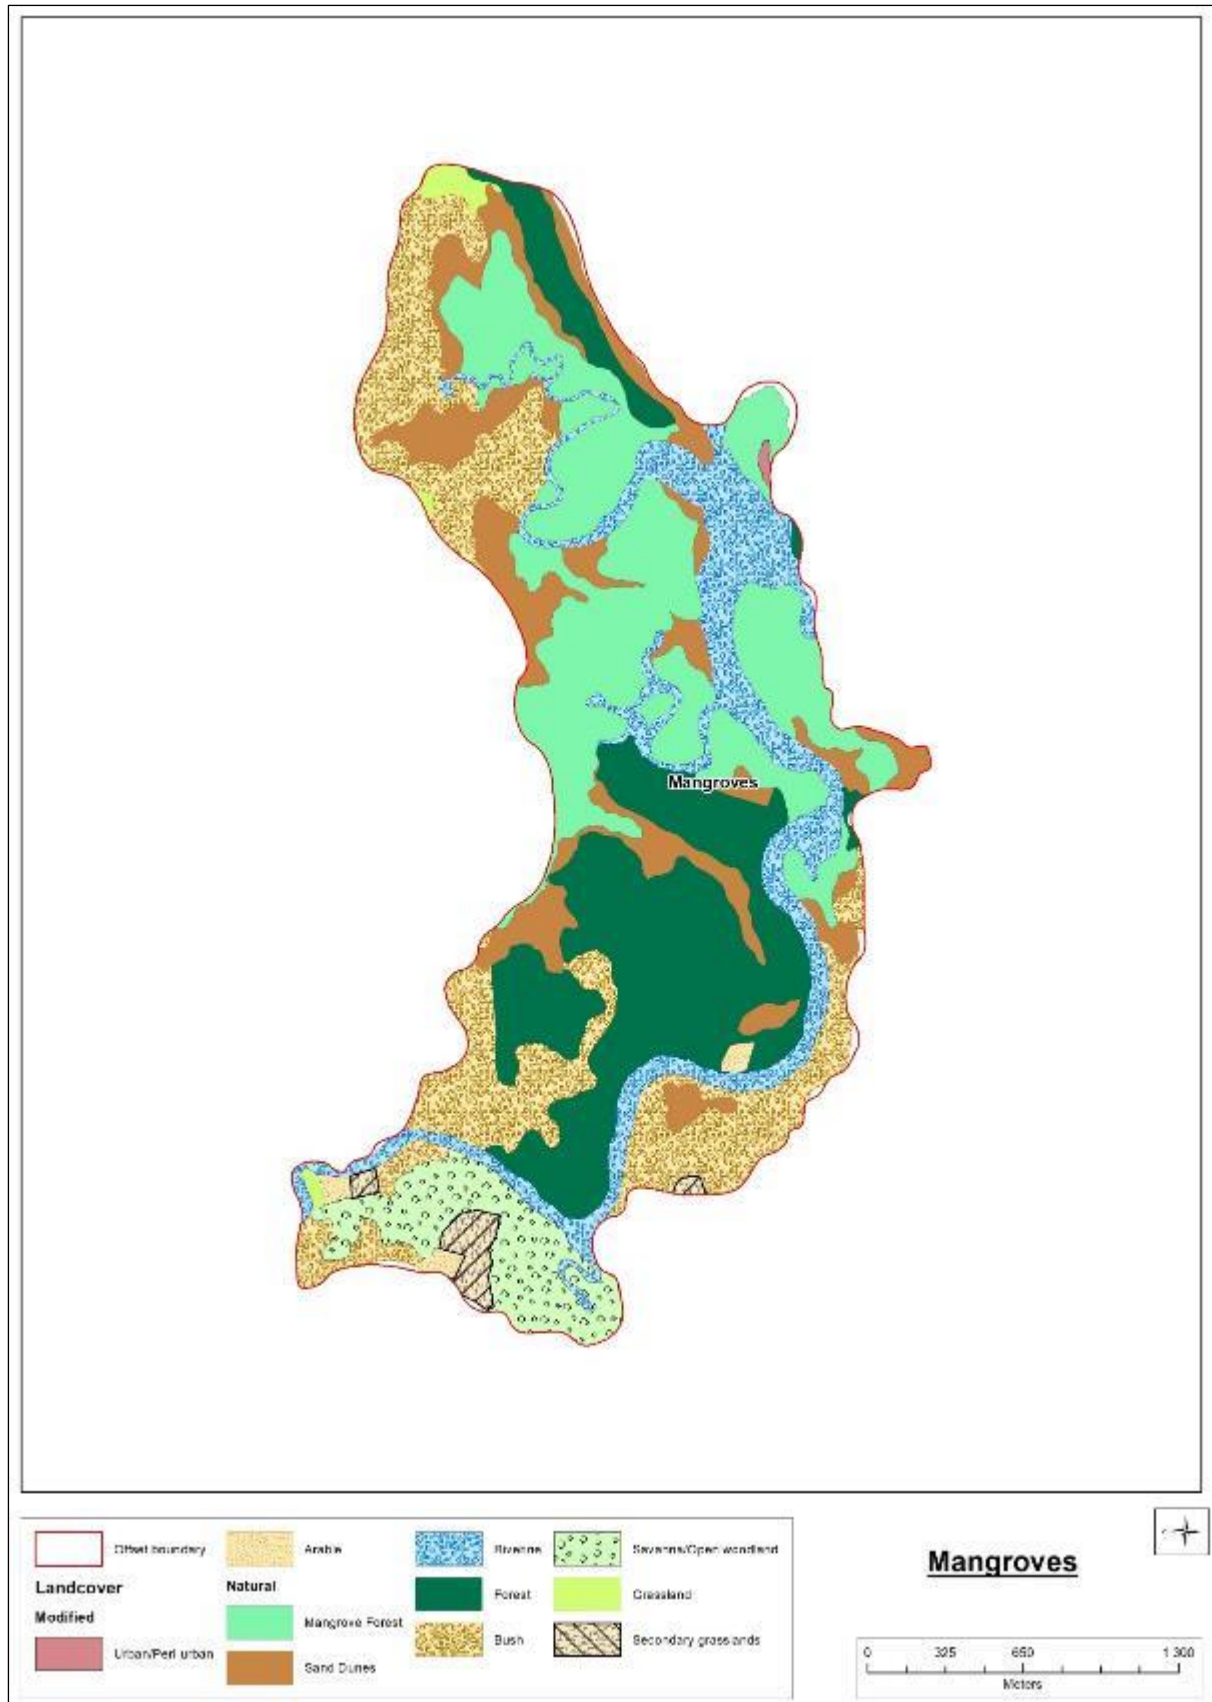 Mangroves
Offset boundary
Landcover
Modified
Urban/Peri urban
Arable
Natural
Mangrove Forest
Sand Dunes
Riverine
Forest
Bush
Savanna/Open woodland
Grassland
Secondary grasslands
Mangroves
0 325 650 1 300
Meters